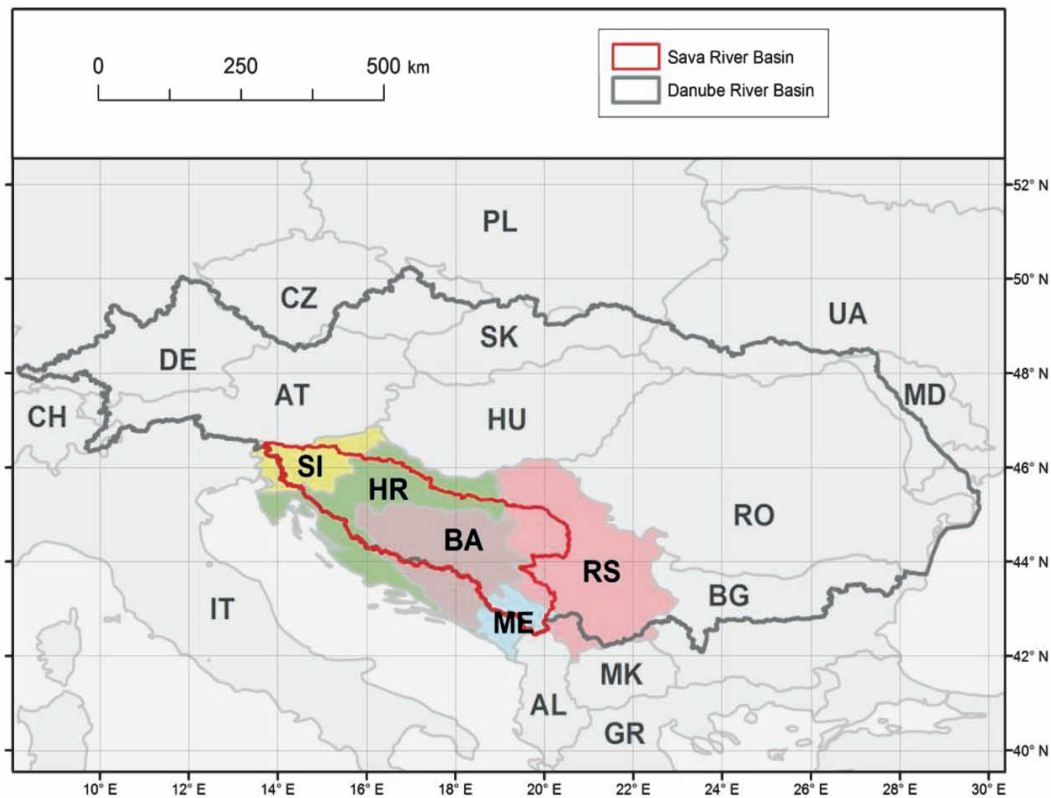 0 250 500 km
Sava River Basin
Danube River Basin
52° N
PL
50° N
CZ
UA
SK
DE
48° N
AT
MD
CH
HU
46° N
SI
HR
RO
BA
44° N
RS
BG
IT
ME
42° N
MK
AL
GR
40° N
10° E 12° E 14° E 16° E 18° E 20° E 22° E 24° E 26° E 28° E 30° E